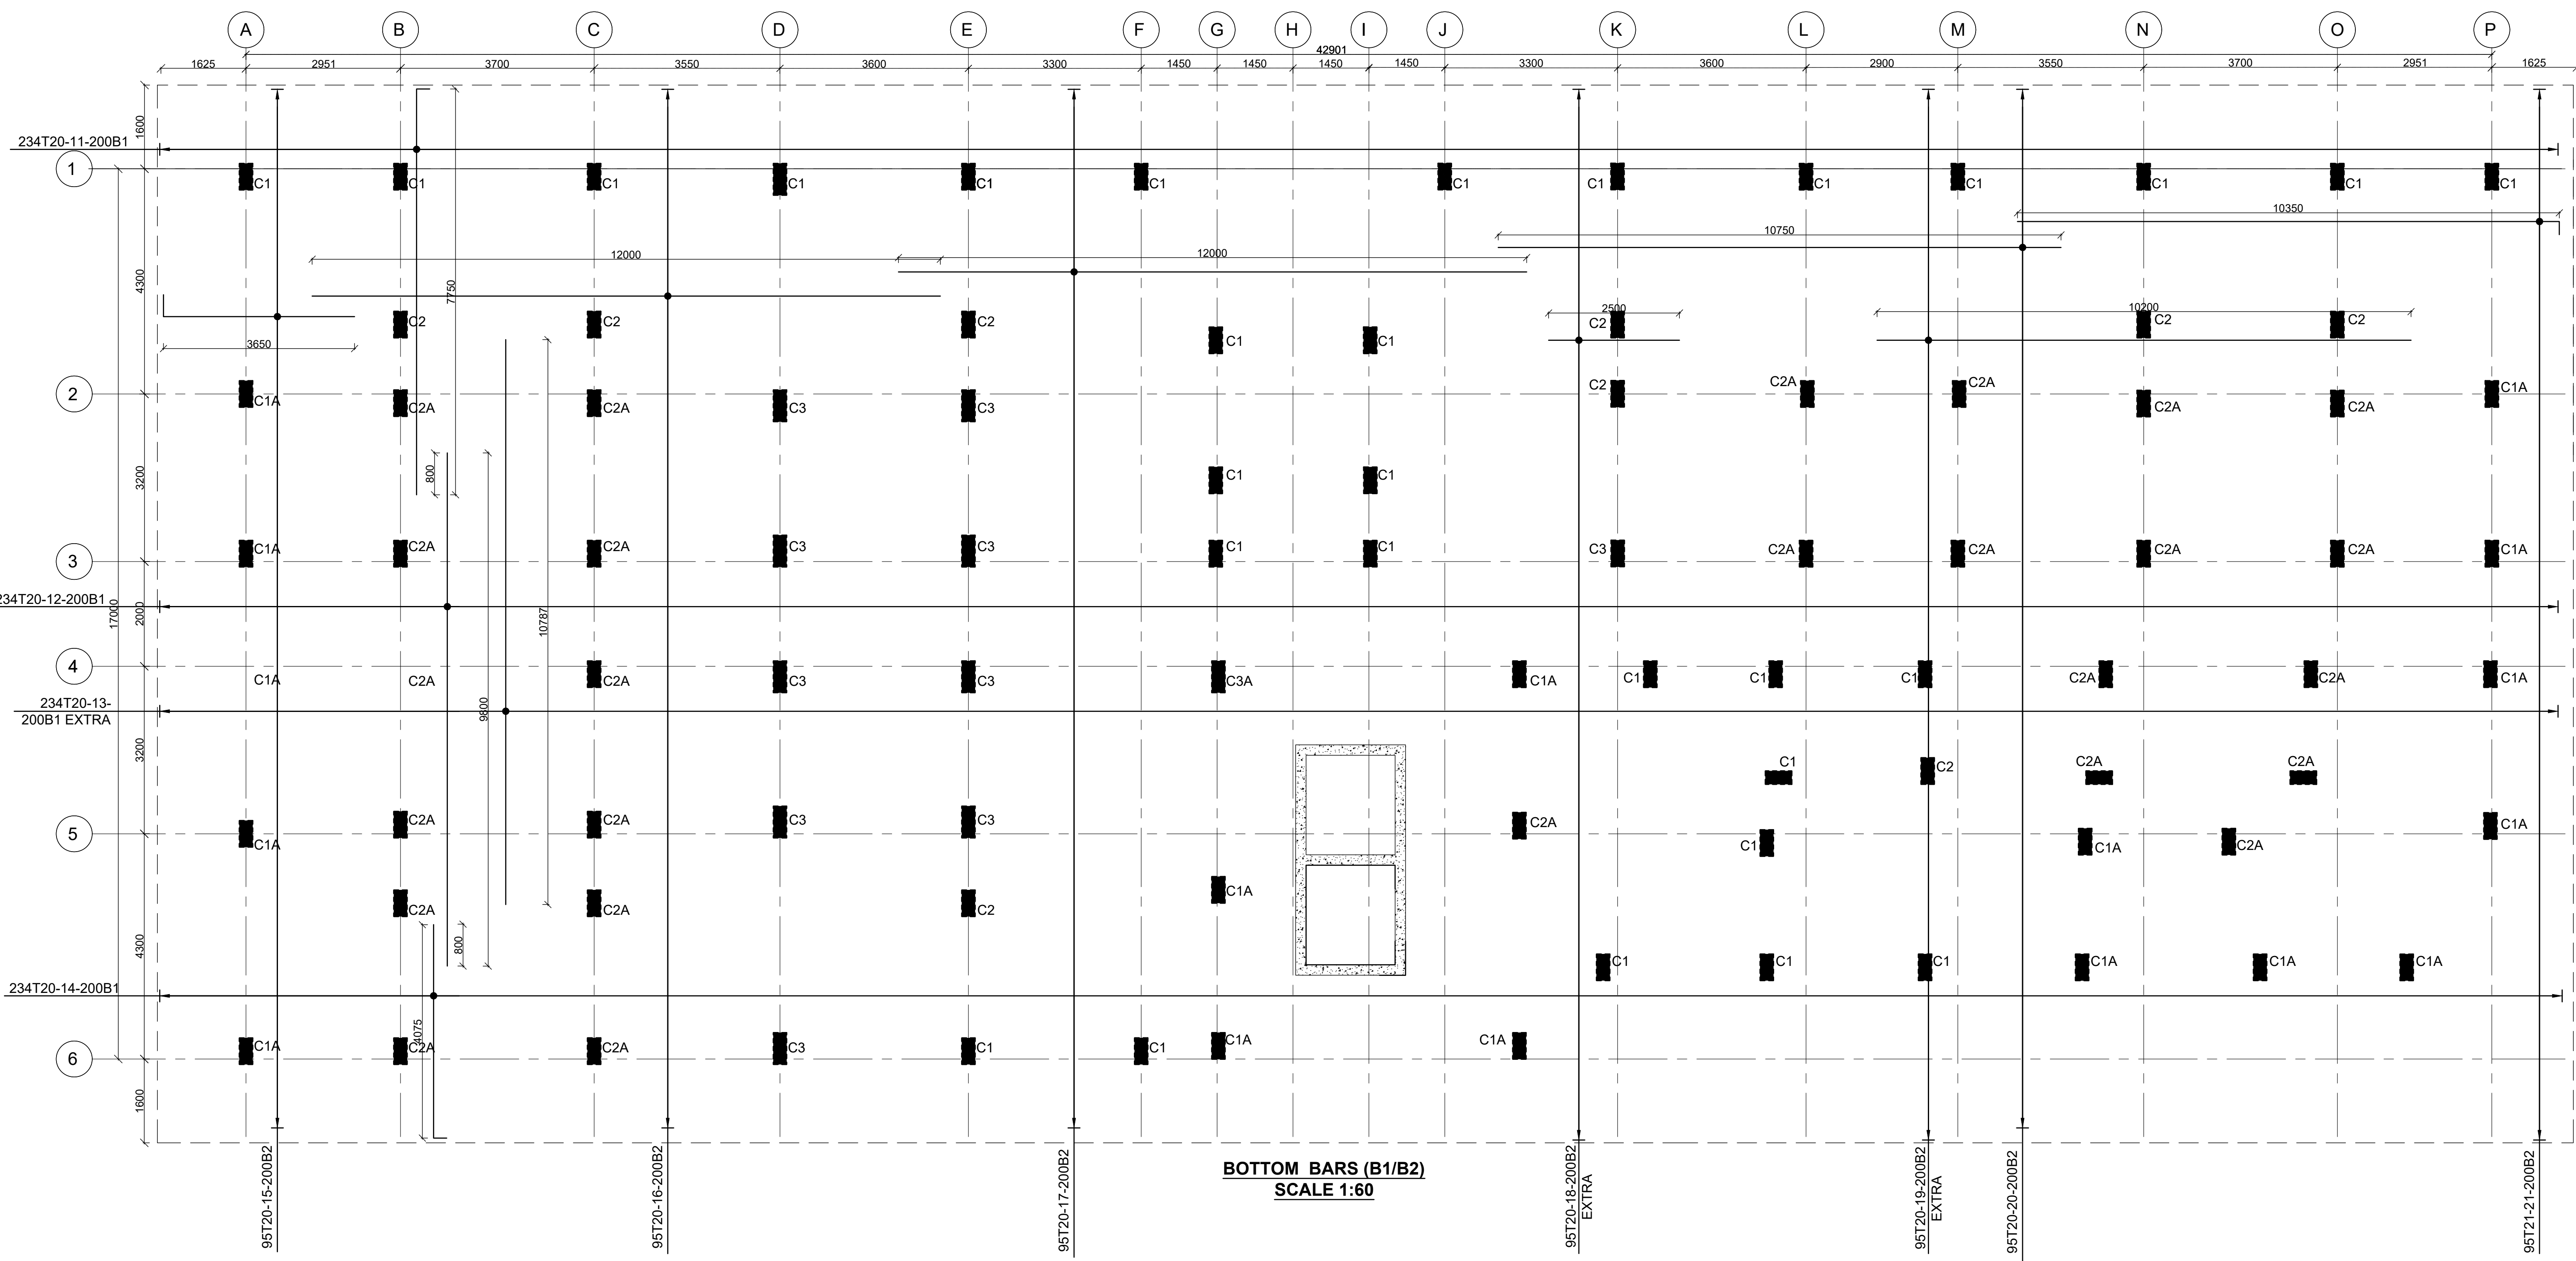 A B C D E F G H I J K L M N O P
42901
1625 2951 3700 3550 3600 3300 1450 1450 1450 1450 3300 3600 2900 3550 3700 2951 1625
1600
234T20-11-200B1
1
C1 C1 C1 C1 C1 C1 C1 C1 C1 C1 C1 C1 C1
10350
10750
12000 12000
4300
7750
2500 10200
C2 C2 C2 C2 C2 C2
C1 C1
3650
2
C1A C2A C2A C3 C3 C2 C2A C2A C2A C2A C1A
3200
800
C1 C1
3
C1A C2A C2A C3 C3 C1 C1 C3 C2A C2A C2A C2A C1A
234T20-12-200B1
17000
2000
10787
4
C1A C2A C2A C3 C3 C3A C1A C1 C1 C1 C2A C2A C1A
234T20-13-
200B1 EXTRA
9800
3200
C1 C2 C2A C2A
5
C1A C2A C2A C3 C3 C2A C1 C1A C2A C1A
C2A C2A C2 C1A
4300
800
C1 C1 C1 C1A C1A C1A
234T20-14-200B1
4075
6
C1A C2A C2A C3 C1 C1 C1A C1A
1600
95T20-15-200B2
95T20-16-200B2
95T20-17-200B2
BOTTOM BARS (B1/B2)
SCALE 1:60
95T20-18-200B2
EXTRA
95T20-19-200B2
EXTRA
95T20-20-200B2
95T21-21-200B2